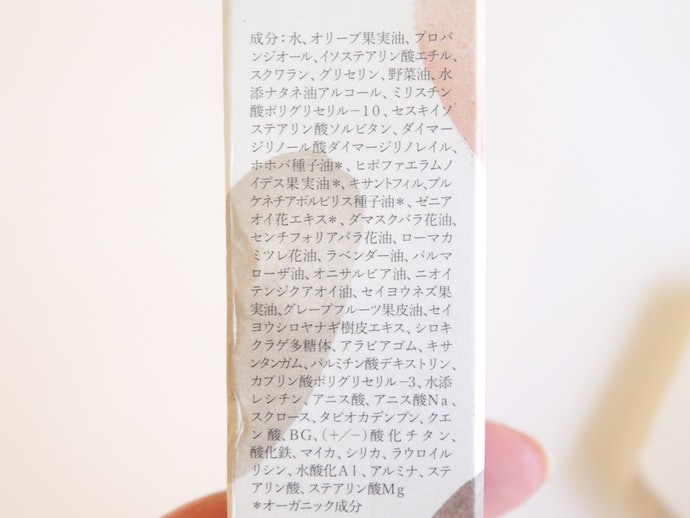 成分：水、オリーブ果実油、プロパ
ンジオール、イソステアリン酸エチル、
スクワラン、グリセリン、野菜油、水
添ナタネ油アルコール、ミリスチン
酸ポリグリセリル－10、セスキイソ
ステアリン酸ソルビタン、ダイマー
ジリノール酸ダイマージリノレイル、
ホホバ種子油＊、ヒポファエラムノ
イデス果実油＊、キサントフィル、プル
ケネチアボルビリス種子油＊、ゼニア
オイ花エキス＊、ダマスクバラ花油、
センチフォリアバラ花油、ローマカ
ミツレ花油、ラベンダー油、パルマ
ローザ油、オニサルビア油、ニオイ
テンジクアオイ油、セイヨウネズ果
実油、グレープフルーツ果皮油、セイ
ヨウシロヤナギ樹皮エキス、シロキ
クラゲ多糖体、アラビアゴム、キサ
ンタンガム、パルミチン酸デキストリン、
カプリン酸ポリグリセリル－3、水添
レシチン、アニス酸、アニス酸Na、
スクロース、タピオカデンプン、クエ
ン酸、BG、（＋／－）酸化チタン、
酸化鉄、マイカ、シリカ、ラウロイル
リシン、水酸化Al、アルミナ、ステ
アリン酸、ステアリン酸Mg
＊オーガニック成分